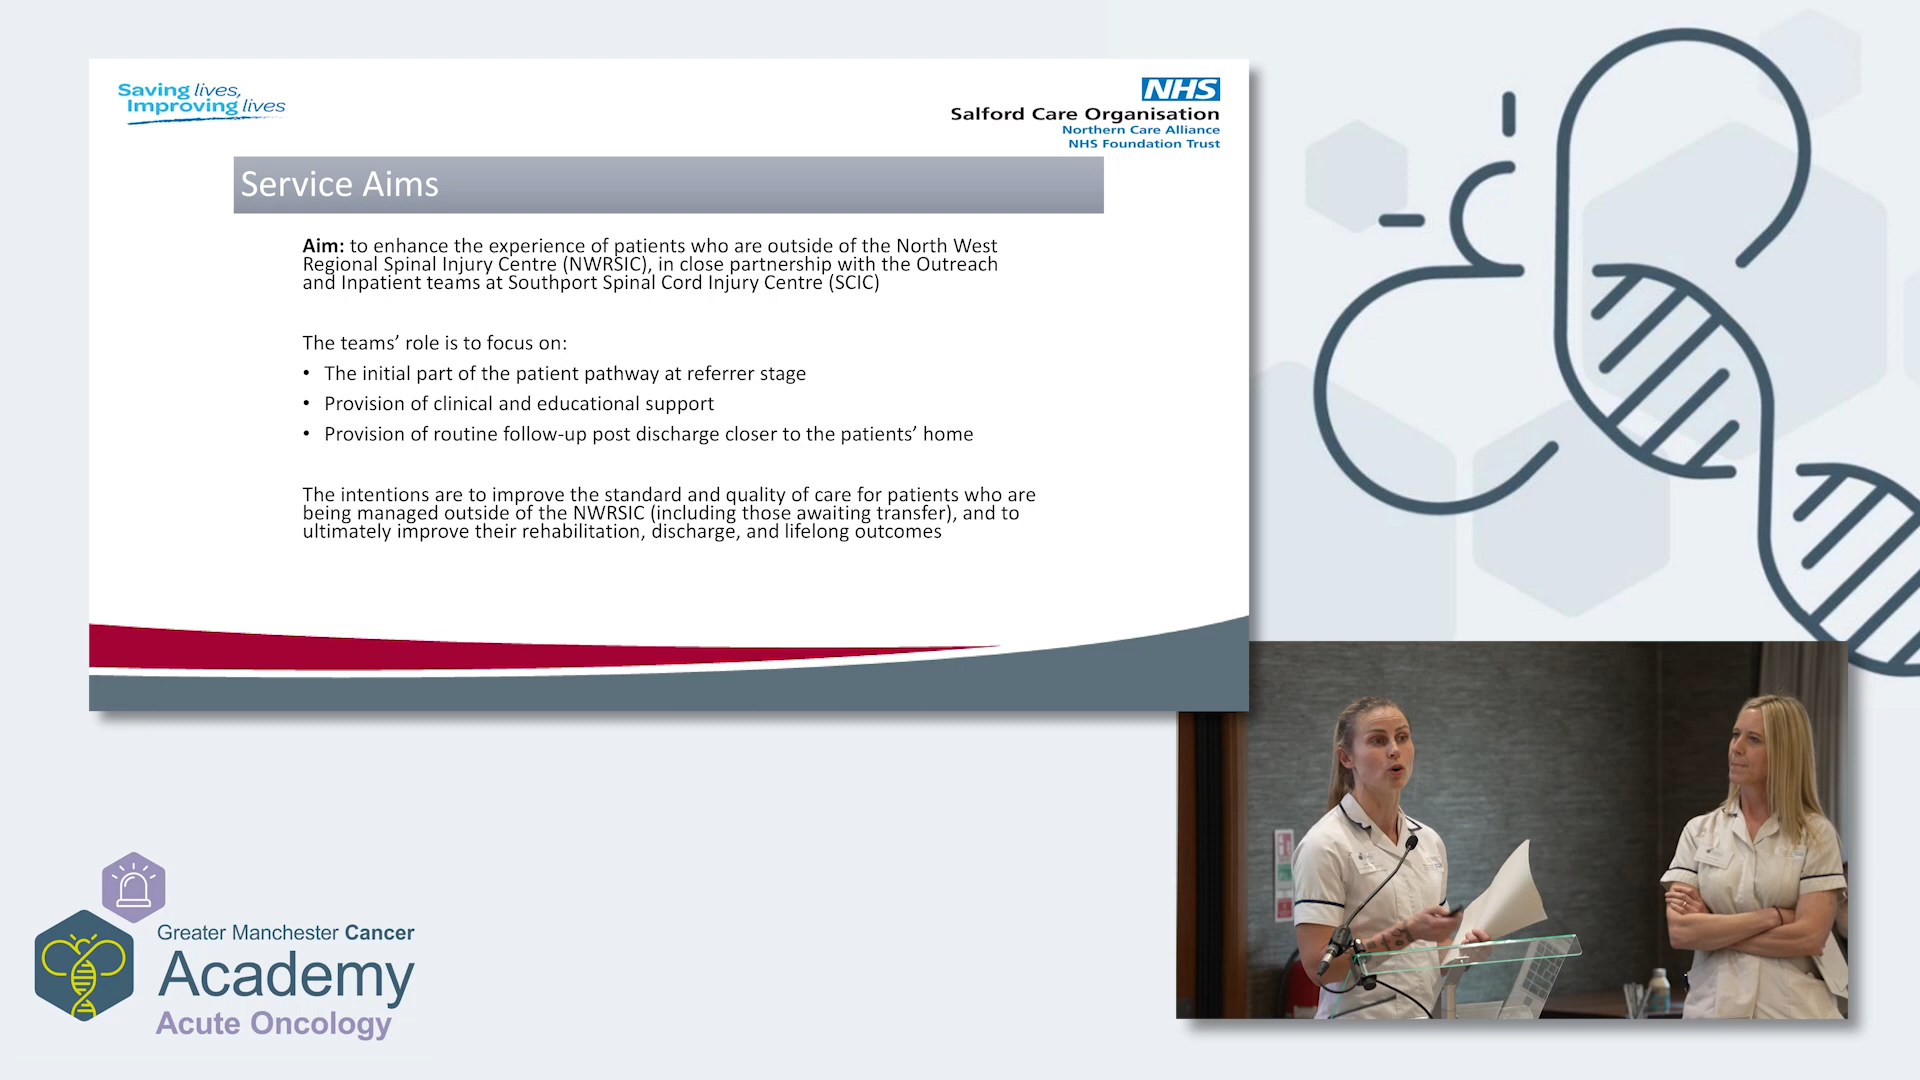 Saving lives,
Improving lives
NHS
Salford Care Organisation
Northern Care Alliance
NHS Foundation Trust
Service Aims
Aim: to enhance the experience of patients who are outside of the North West
Regional Spinal Injury Centre (NWRSIC), in close partnership with the Outreach
and Inpatient teams at Southport Spinal Cord Injury Centre (SCIC)
The teams’ role is to focus on:
• The initial part of the patient pathway at referrer stage
• Provision of clinical and educational support
• Provision of routine follow-up post discharge closer to the patients’ home
The intentions are to improve the standard and quality of care for patients who are
being managed outside of the NWRSIC (including those awaiting transfer), and to
ultimately improve their rehabilitation, discharge, and lifelong outcomes
Greater Manchester Cancer
Academy
Acute Oncology